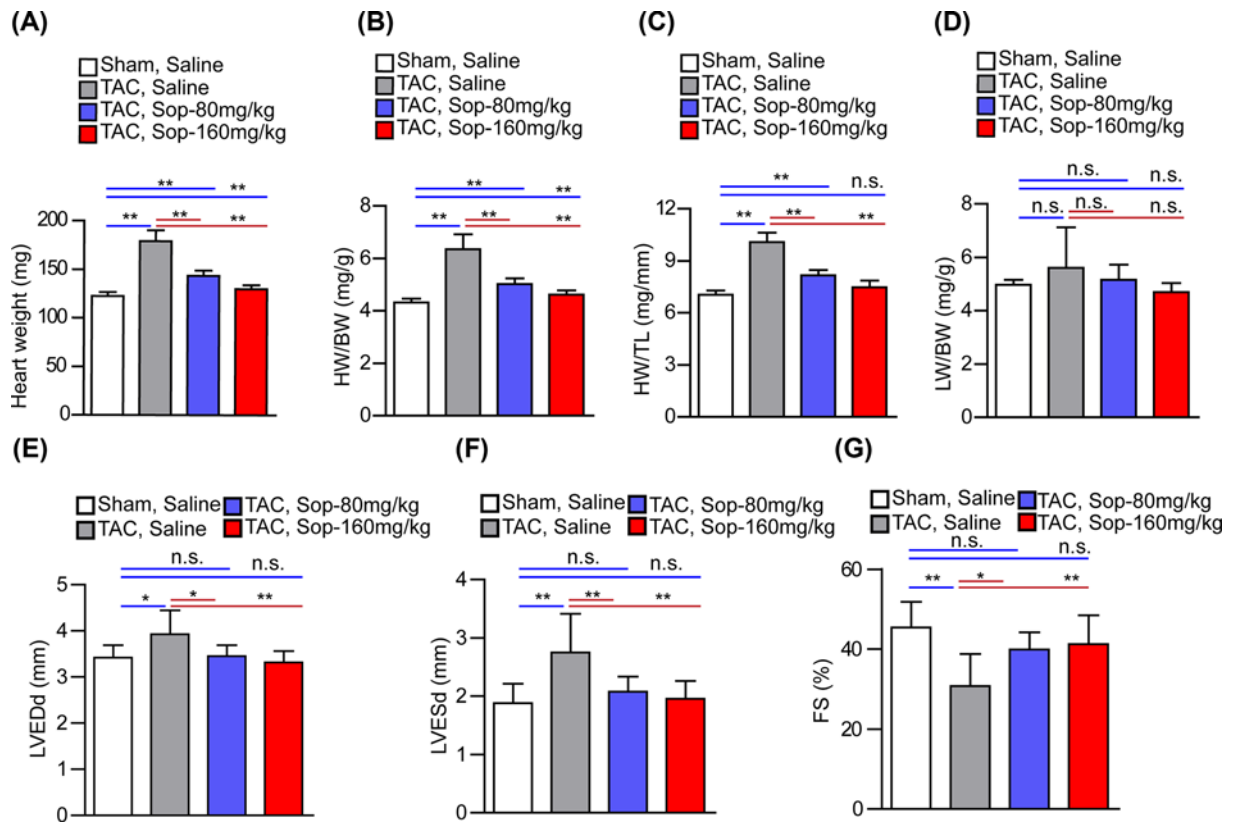 (A)
Sham, Saline
TAC, Saline
TAC, Sop-80mg/kg
TAC, Sop-160mg/kg
**
**
**
**
**
200
150
100
50
0
Heart weight (mg)
(B)
Sham, Saline
TAC, Saline
TAC, Sop-80mg/kg
TAC, Sop-160mg/kg
**
**
**
**
**
8
6
4
2
0
HW/BW (mg/g)
(C)
Sham, Saline
TAC, Saline
TAC, Sop-80mg/kg
TAC, Sop-160mg/kg
**
n.s.
**
**
**
12
9
6
3
0
HW/TL (mg/mm)
(D)
Sham, Saline
TAC, Saline
TAC, Sop-80mg/kg
TAC, Sop-160mg/kg
n.s.
n.s.
n.s.
n.s.
n.s.
8
6
4
2
0
LW/BW (mg/g)
(E)
Sham, Saline
TAC, Sop-80mg/kg
TAC, Saline
TAC, Sop-160mg/kg
n.s.
n.s.
*
*
**
5
4
3
2
1
0
LVEDd (mm)
(F)
Sham, Saline
TAC, Sop-80mg/kg
TAC, Saline
TAC, Sop-160mg/kg
n.s.
n.s.
**
**
**
4
3
2
1
0
LVESd (mm)
(G)
Sham, Saline
TAC, Sop-80mg/kg
TAC, Saline
TAC, Sop-160mg/kg
n.s.
n.s.
**
*
**
60
40
20
0
FS (%)